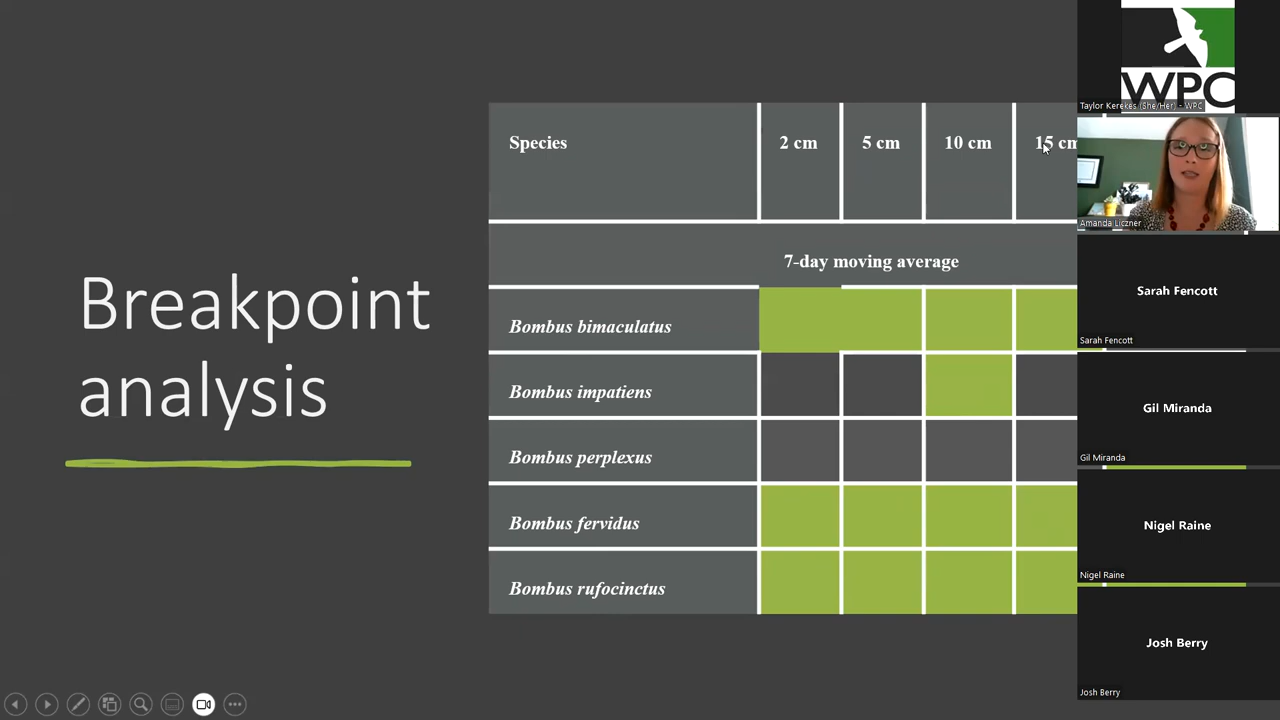 Breakpoint
analysis
Species
2 cm
5 cm
10 cm
15 cm
7-day moving average
Bombus bimaculatus
Bombus impatiens
Bombus perplexus
Bombus fervidus
Bombus rufocinctus
WPC
Taylor Kerekes (She/Her) - WPC
Amanda Liczner
Sarah Fencott
Sarah Fencott
Gil Miranda
Gil Miranda
Nigel Raine
Nigel Raine
Josh Berry
Josh Berry